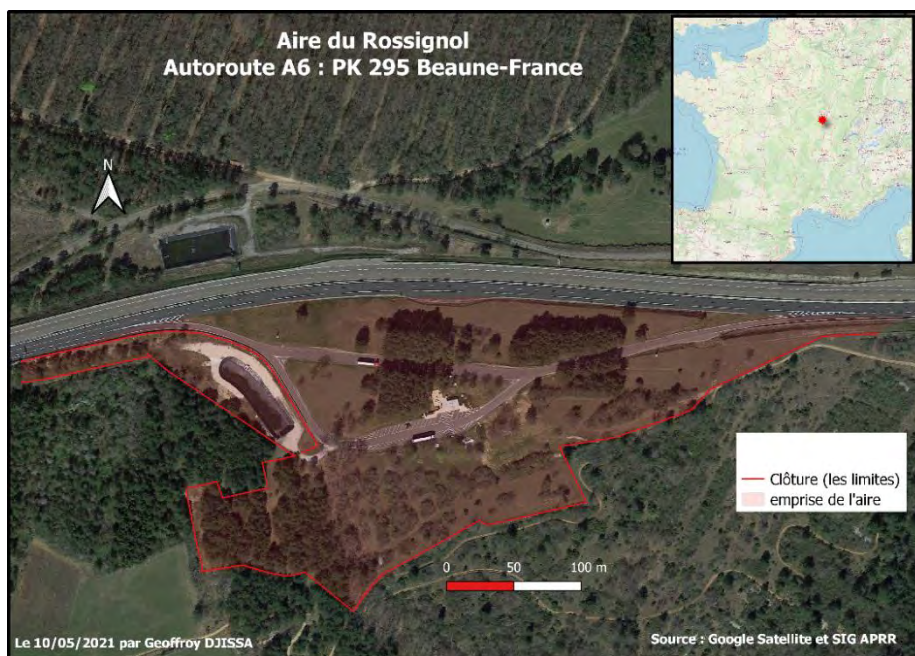 Aire du Rossignol
Autoroute A6 : PK 295 Beaune-France
N
Clôture (les limites)
emprise de l'aire
0 50 100 m
Le 10/05/2021 par Geoffroy DJISSA
Source : Google Satellite et SIG APRR